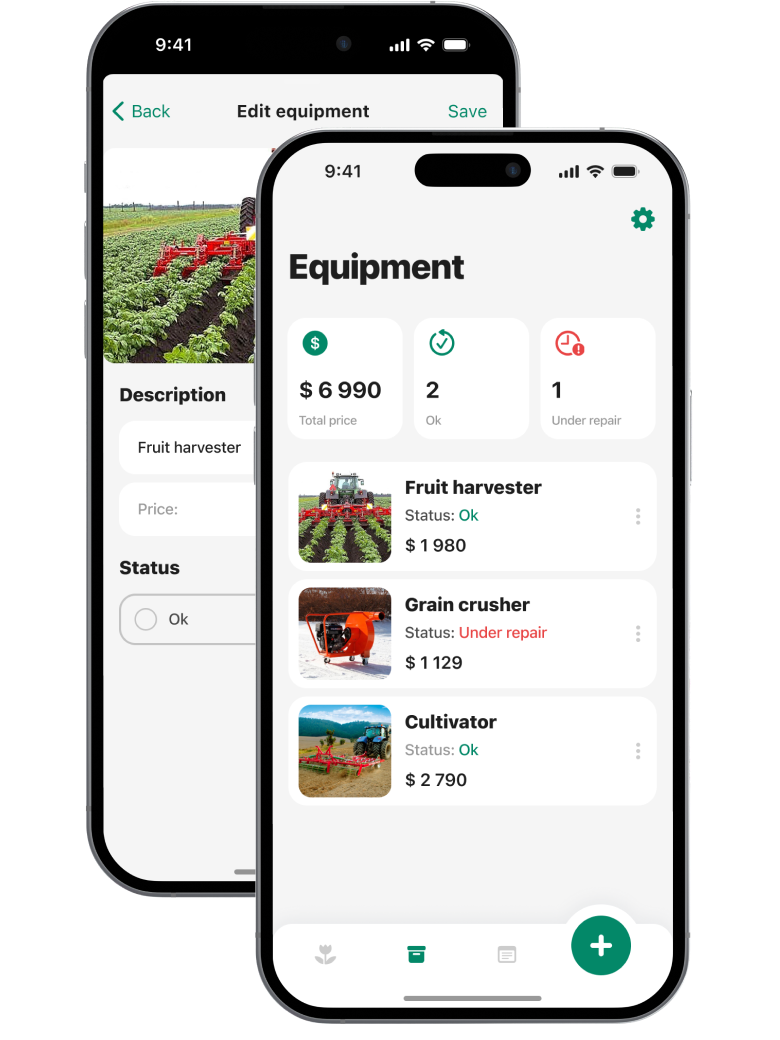 9:41
Back
Edit equipment
Save
Description
Fruit harvester
Price:
Status
Ok
9:41
Equipment
$
$ 6 990
Total price
2
Ok
1
Under repair
Fruit harvester
Status: Ok
$ 1 980
Grain crusher
Status: Under repair
$ 1 129
Cultivator
Status: Ok
$ 2 790